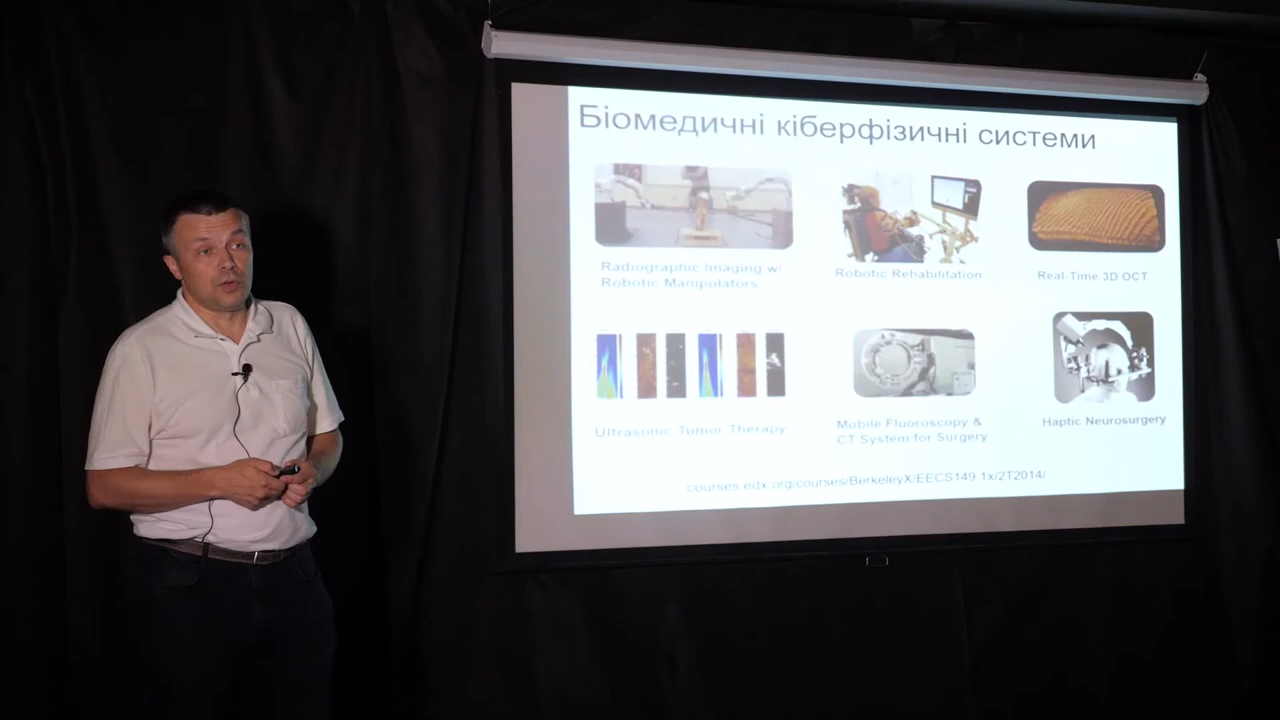 Біомедичні кіберфізичні системи
Radiographic Imaging w/
Robotic Manipulators
Robotic Rehabilitation
Real-Time 3D OCT
Ultrasonic Tumor Therapy
Mobile Fluoroscopy &
CT System for Surgery
Haptic Neurosurgery
courses.edx.org/courses/BerkeleyX/EECS149.1x/2T2014/